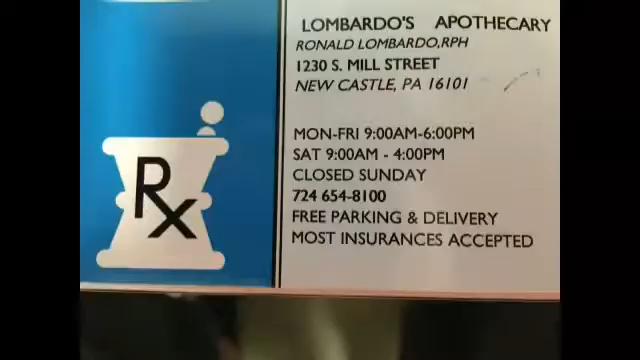 LOMBARDO'S APOTHECARY
RONALD LOMBARDO,RPH
1230 S. MILL STREET
NEW CASTLE, PA 16101
MON-FRI 9:00AM-6:00PM
SAT 9:00AM - 4:00PM
CLOSED SUNDAY
724 654-8100
FREE PARKING & DELIVERY
MOST INSURANCES ACCEPTED
Rx